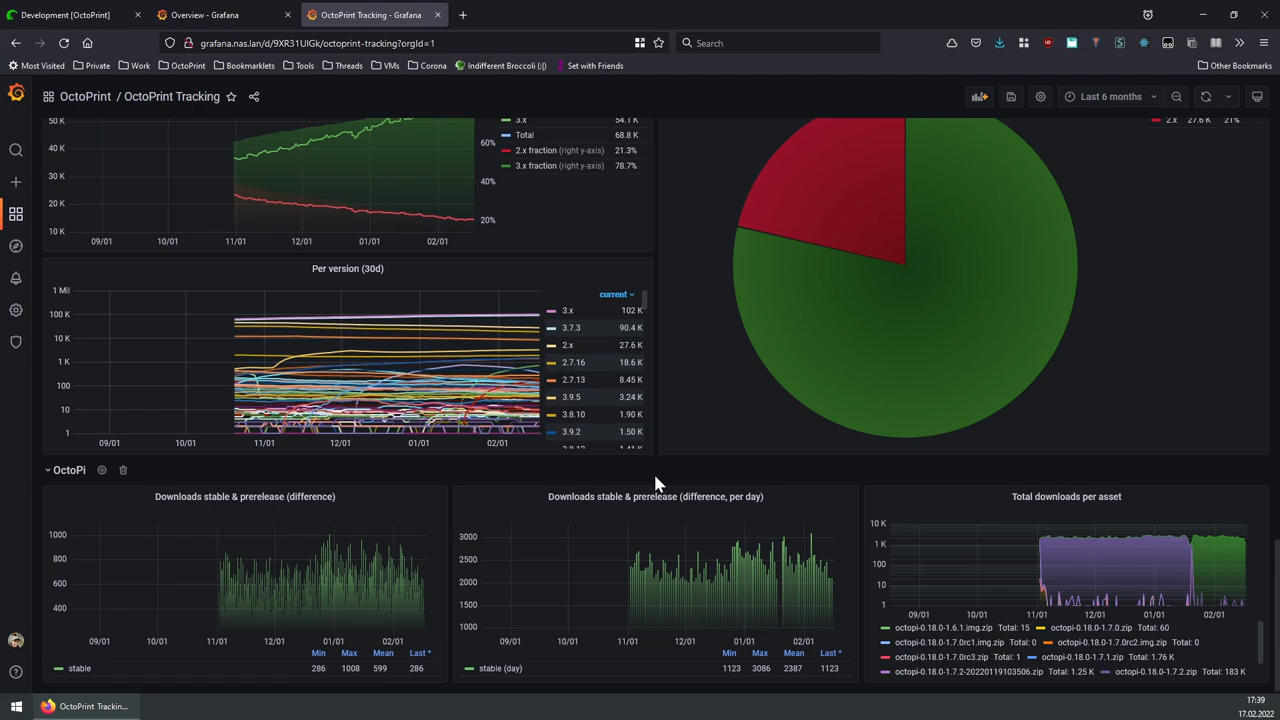 Development [OctoPrint]
Overview - Grafana
OctoPrint Tracking - Grafana
grafana.nas.lan/d/9XR31UlGk/octoprint-tracking?orgId=1
Search
Most Visited
Private
Work
OctoPrint
Bookmarklets
Tools
Threads
VMs
Corona
Indifferent Broccoli (:|)
Set with Friends
Other Bookmarks
OctoPrint / OctoPrint Tracking
Last 6 months
50 K
40 K
30 K
20 K
10 K
60%
40%
20%
09/01 10/01 11/01 12/01 01/01 02/01
3.x 54.1 K
Total 68.8 K
2.x fraction (right y-axis) 21.3%
3.x fraction (right y-axis) 78.7%
2.x 27.6 K 21%
Per version (30d)
1 Mil
100 K
10 K
1 K
100
10
1
09/01 10/01 11/01 12/01 01/01 02/01
current
3.x 102 K
3.7.3 90.4 K
2.x 27.6 K
2.7.16 18.6 K
2.7.13 8.45 K
3.9.5 3.24 K
3.8.10 1.90 K
3.9.2 1.50 K
OctoPi
Downloads stable & prerelease (difference)
1000
800
600
400
09/01 10/01 11/01 12/01 01/01 02/01
Min Max Mean Last *
stable 286 1008 599 286
Downloads stable & prerelease (difference, per day)
3000
2500
2000
1500
1000
09/01 10/01 11/01 12/01 01/01 02/01
Min Max Mean Last *
stable (day) 1123 3086 2387 1123
Total downloads per asset
10 K
1 K
100
10
1
09/01 10/01 11/01 12/01 01/01 02/01
octopi-0.18.0-1.6.1.img.zip Total: 15
octopi-0.18.0-1.7.0.zip Total: 60
octopi-0.18.0-1.7.0rc1.img.zip Total: 0
octopi-0.18.0-1.7.0rc2.img.zip Total: 0
octopi-0.18.0-1.7.0rc3.zip Total: 1
octopi-0.18.0-1.7.1.zip Total: 1.76 K
octopi-0.18.0-1.7.2-20220119103506.zip Total: 1.25 K
octopi-0.18.0-1.7.2.zip Total: 183 K
OctoPrint Trackin...
17:39
17.02.2022